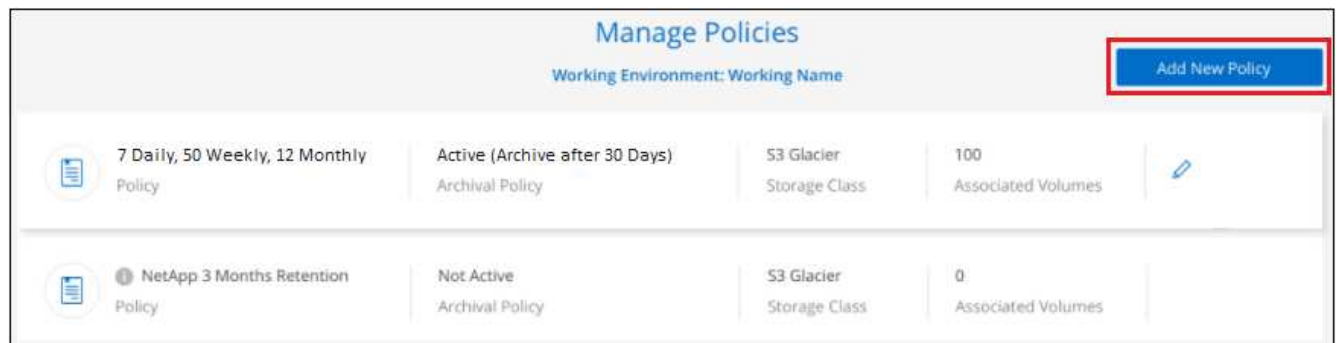 Manage Policies
Working Environment: Working Name
Add New Policy
7 Daily, 50 Weekly, 12 Monthly
Policy
Active (Archive after 30 Days)
Archival Policy
S3 Glacier
Storage Class
100
Associated Volumes
NetApp 3 Months Retention
Policy
Not Active
Archival Policy
S3 Glacier
Storage Class
0
Associated Volumes